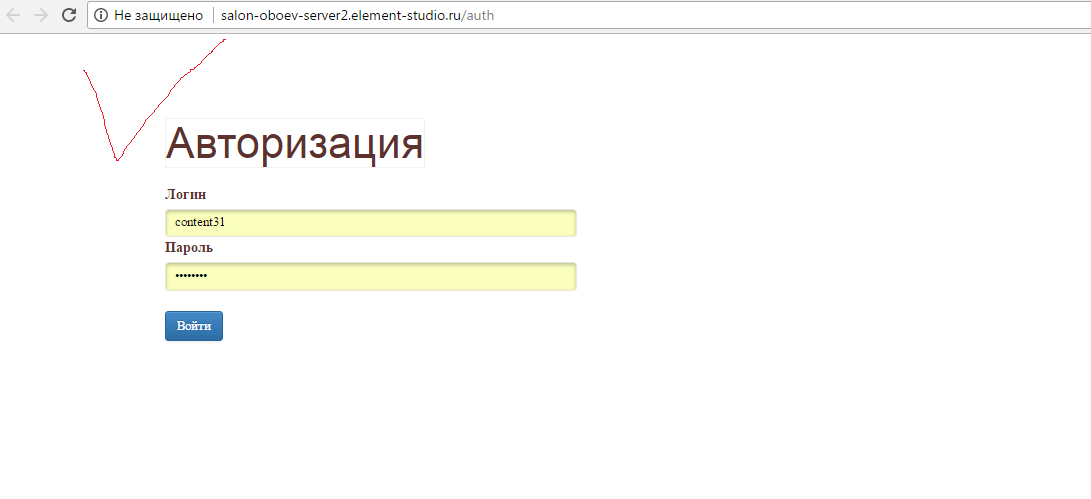 Не защищено salon-oboev-server2.element-studio.ru/auth
Авторизация
Логин
content31
Пароль
••••••••
Войти